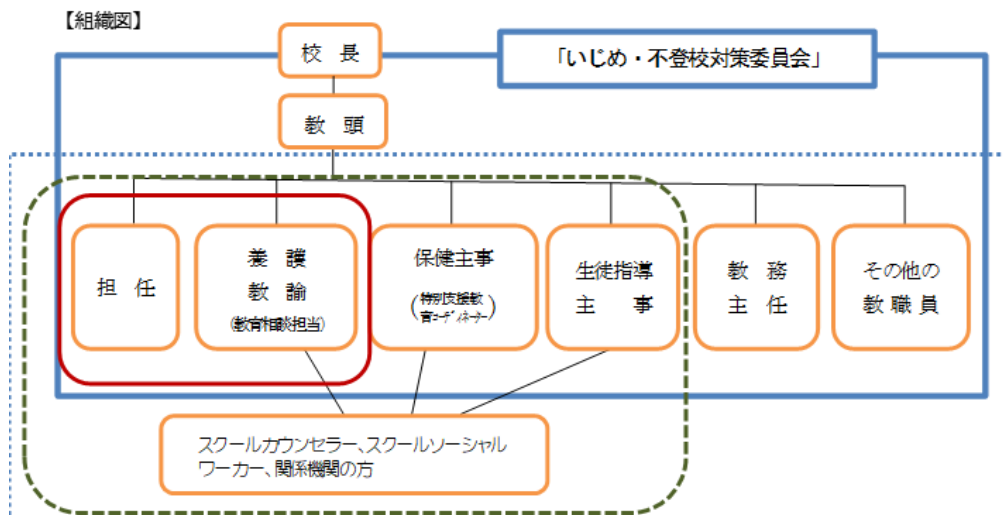 【組織図】
校 長
「いじめ・不登校対策委員会」
教 頭
担 任
養 護
教 諭
(教育相談担当)
保健主事
(特別支援教
育コーディネーター)
生徒指導
主 事
教 務
主 任
その他の
教 職 員
スクールカウンセラー、スクールソーシャル
ワーカー、関係機関の方